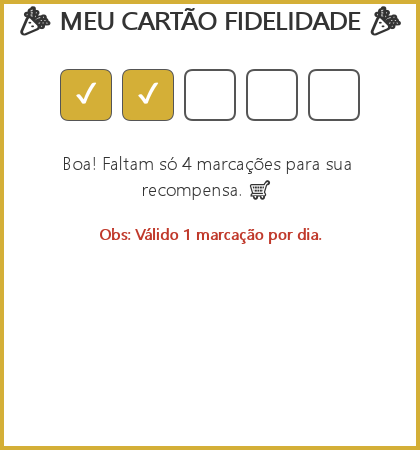 MEU CARTÃO FIDELIDADE
Boa! Faltam só 4 marcações para sua
recompensa.
Obs: Válido 1 marcação por dia.